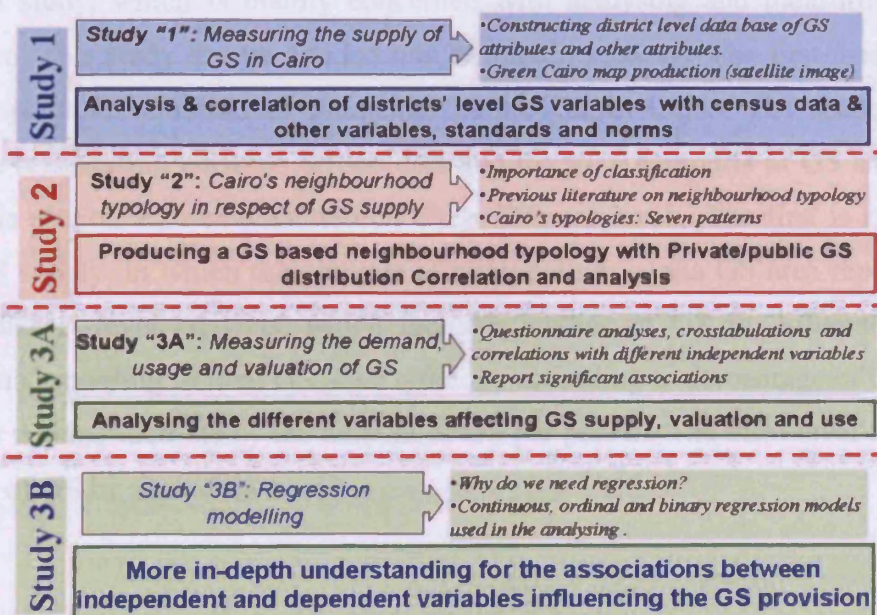 Study 1
Study "1": Measuring the supply of
GS in Cairo
•Constructing district level data base of GS
attributes and other attributes.
•Green Cairo map production (satellite image)
Analysis & correlation of districts' level GS variables with census data &
other variables, standards and norms
Study 2
Study "2": Cairo's neighbourhood
typology in respect of GS supply
•Importance of classification
•Previous literature on neighbourhood typology
•Cairo's typologies: Seven patterns
Producing a GS based neighbourhood typology with Private/public GS
distribution Correlation and analysis
Study 3A
Study "3A": Measuring the demand,
usage and valuation of GS
•Questionnaire analyses, crosstabulations and
correlations with different independent variables
•Report significant associations
Analysing the different variables affecting GS supply, valuation and use
Study 3B
Study "3B": Regression
modelling
•Why do we need regression?
•Continuous, ordinal and binary regression models
used in the analysing .
More in-depth understanding for the associations between
independent and dependent variables influencing the GS provision